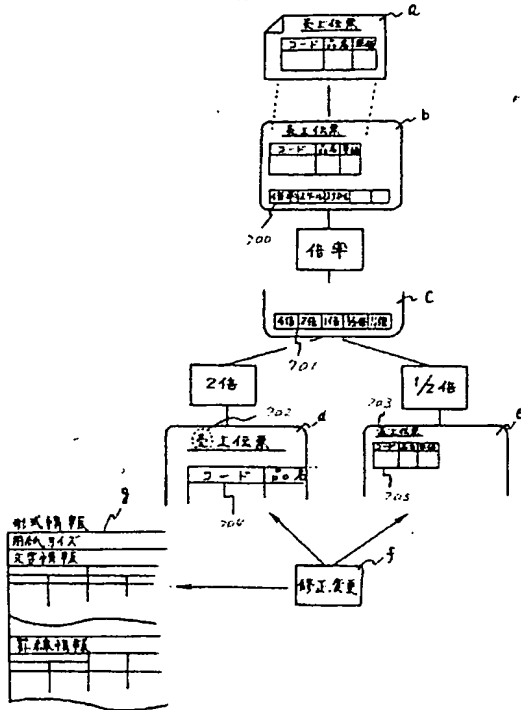 a
売上伝票
コード 品名 単価
b
売上伝票
コード 品名 単価
倍率
200
倍率
C
4倍 2倍 1倍 1/2倍
201
2倍
1/2倍
202
d
売上伝票
コード 品名
204
203
e
売上伝票
コード 品名 単価
205
f
修正、変更
g
形式情報
用紙サイズ
文字情報
罫線情報